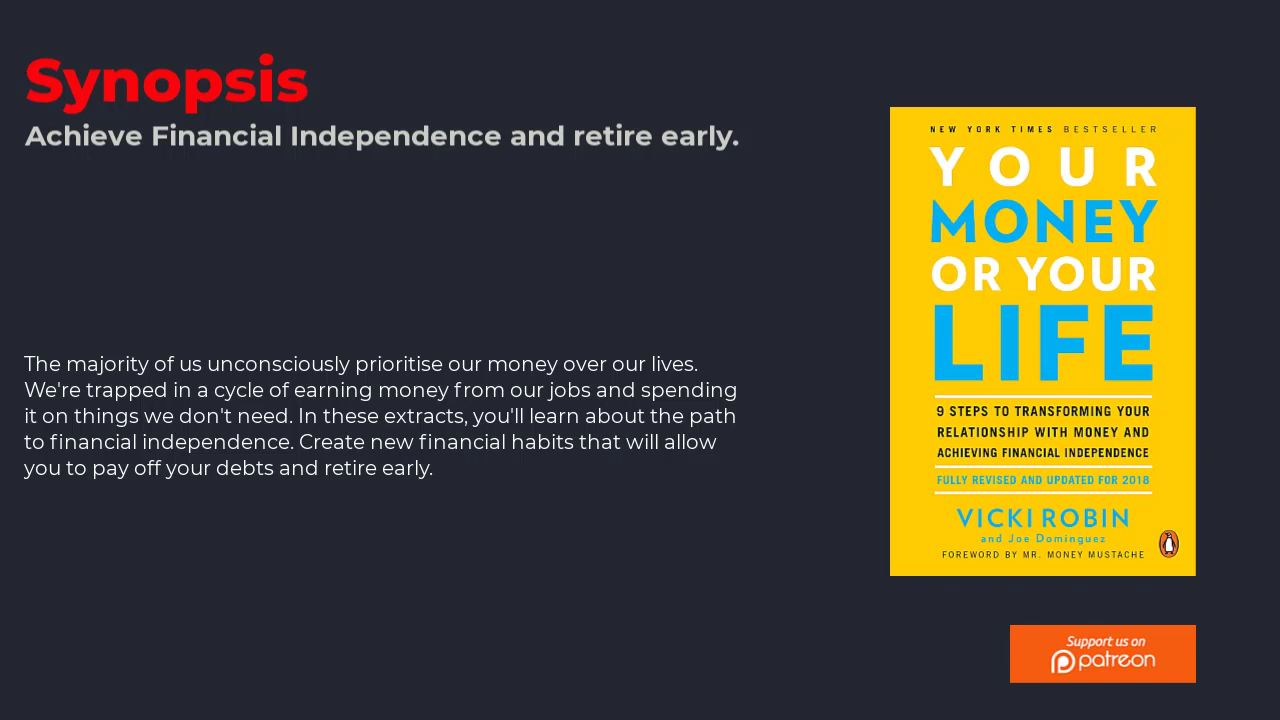 Synopsis
Achieve Financial Independence and retire early.
The majority of us unconsciously prioritise our money over our lives.
We're trapped in a cycle of earning money from our jobs and spending
it on things we don't need. In these extracts, you'll learn about the path
to financial independence. Create new financial habits that will allow
you to pay off your debts and retire early.
NEW YORK TIMES BESTSELLER
YOUR
MONEY
OR YOUR
LIFE
9 STEPS TO TRANSFORMING YOUR
RELATIONSHIP WITH MONEY AND
ACHIEVING FINANCIAL INDEPENDENCE
FULLY REVISED AND UPDATED FOR 2018
VICKI ROBIN
and Joe Dominguez
FOREWORD BY MR. MONEY MUSTACHE
Support us on
patreon